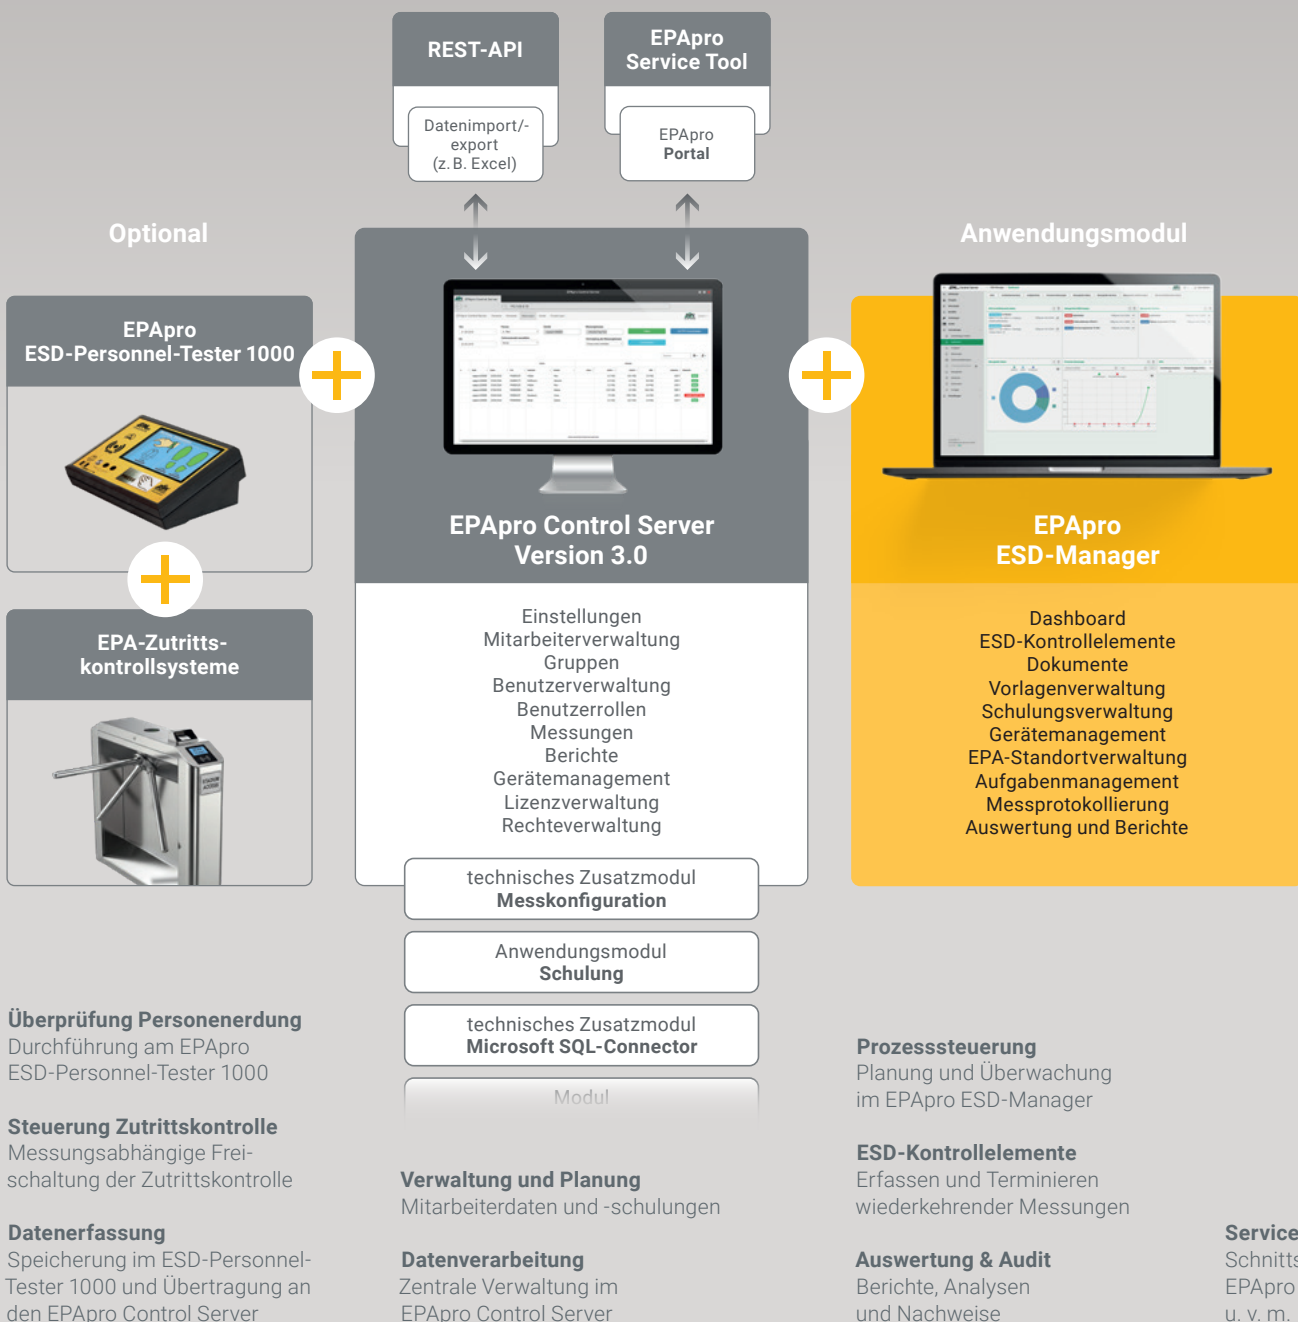 REST-API
Datenimport/-
export
(z. B. Excel)
EPApro
Service Tool
EPApro
Portal
Optional
EPApro
ESD-Personnel-Tester 1000
EPA-Zutritts-
kontrollsysteme
EPApro Control Server
Version 3.0
Einstellungen
Mitarbeiterverwaltung
Gruppen
Benutzerverwaltung
Benutzerrollen
Messungen
Berichte
Gerätemanagement
Lizenzverwaltung
Rechteverwaltung
technisches Zusatzmodul
Messkonfiguration
Anwendungsmodul
Schulung
technisches Zusatzmodul
Microsoft SQL-Connector
Modul
Anwendungsmodul
EPApro
ESD-Manager
Dashboard
ESD-Kontrollelemente
Dokumente
Vorlagenverwaltung
Schulungsverwaltung
Gerätemanagement
EPA-Standortverwaltung
Aufgabenmanagement
Messprotokollierung
Auswertung und Berichte
Überprüfung Personenerdung
Durchführung am EPApro
ESD-Personnel-Tester 1000
Steuerung Zutrittskontrolle
Messungsabhängige Frei-
schaltung der Zutrittskontrolle
Datenerfassung
Speicherung im ESD-Personnel-
Tester 1000 und Übertragung an
den EPApro Control Server
Verwaltung und Planung
Mitarbeiterdaten und -schulungen
Datenverarbeitung
Zentrale Verwaltung im
EPApro Control Server
Prozesssteuerung
Planung und Überwachung
im EPApro ESD-Manager
ESD-Kontrollelemente
Erfassen und Terminieren
wiederkehrender Messungen
Auswertung & Audit
Berichte, Analysen
und Nachweise
Service
Schnitts
EPApro
u. v. m.